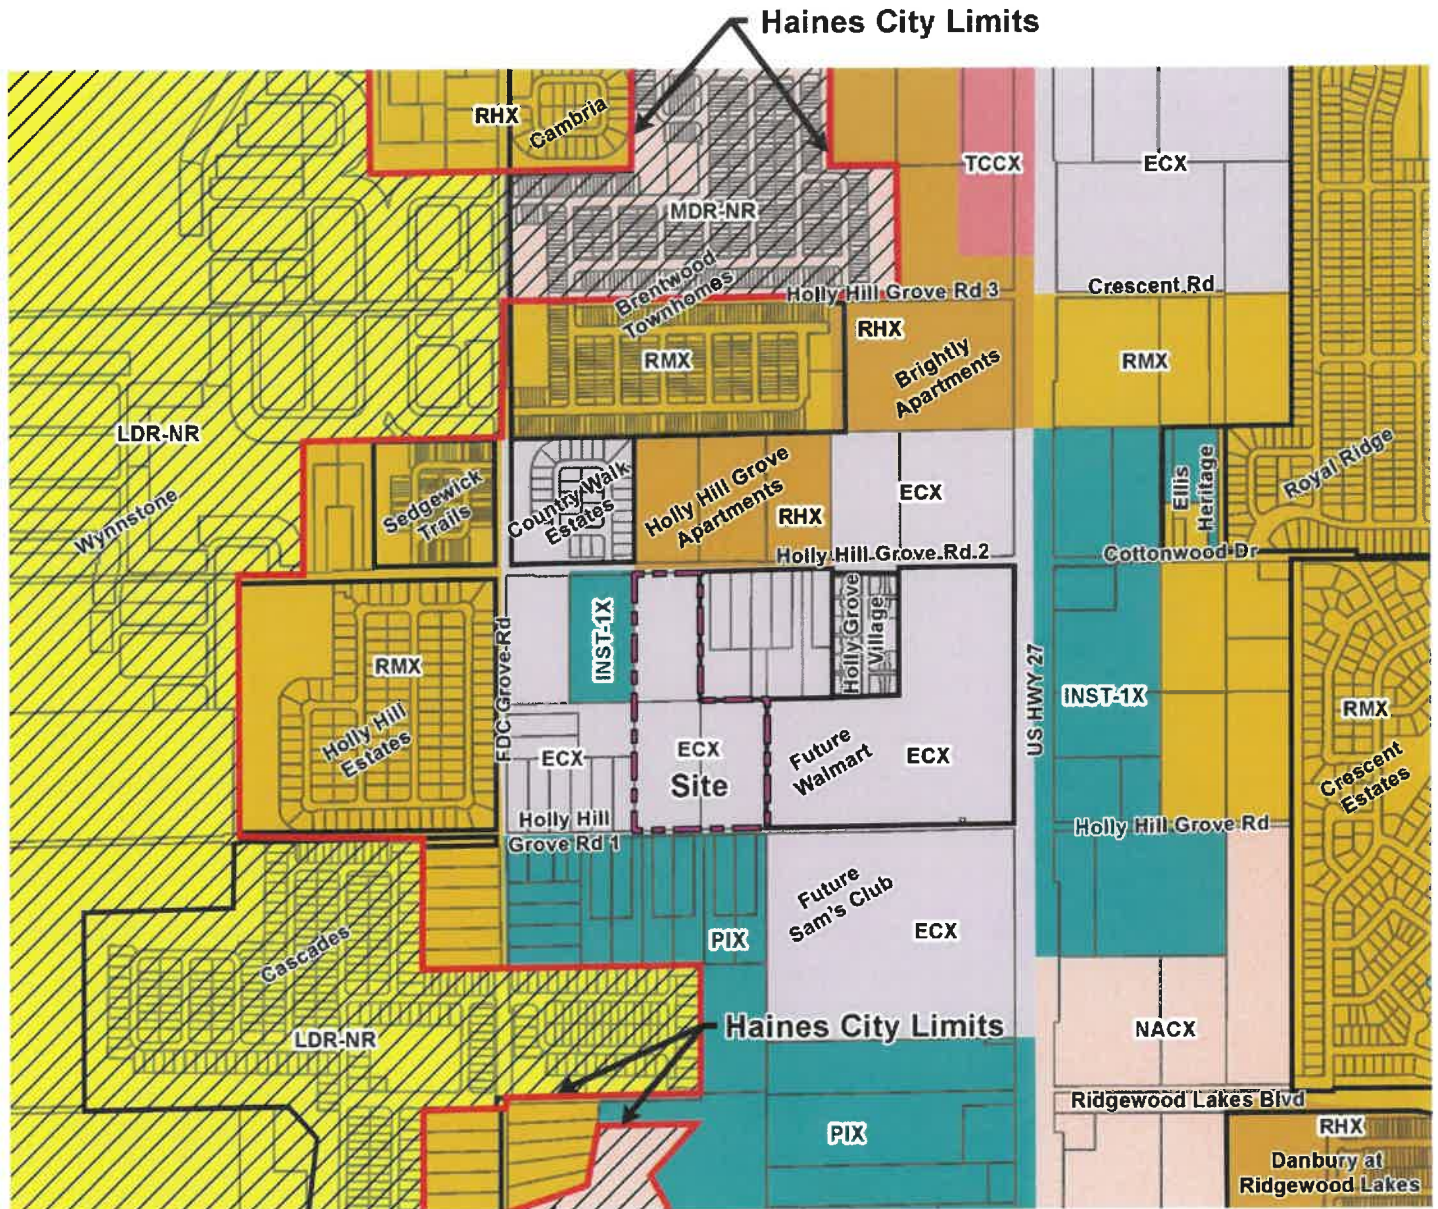 Haines City Limits
RHX
Cambria
TCCX
ECX
MDR-NR
Brentwood
Townhomes
Holly Hill Grove Rd 3
Crescent Rd
RHX
RMX
Brightly
Apartments
RMX
LDR-NR
Wynnstone
Sedgewick
Trails
Country Walk
Estates
Holly Hill Grove
Apartments
RHX
ECX
Ellis
Heritage
Royal Ridge
Holly Hill Grove Rd 2
Cottonwood Dr
FDC Grove Rd
INST-1X
Holly Grove
Village
US HWY 27
RMX
Holly Hill
Estates
INST-1X
RMX
ECX
ECX
Site
Future
Walmart
ECX
Crescent
Estates
Holly Hill
Grove Rd 1
Holly Hill Grove Rd
Future
Sam's Club
PIX
ECX
Cascades
LDR-NR
Haines City Limits
NACX
Ridgewood Lakes Blvd
PIX
RHX
Danbury at
Ridgewood Lakes